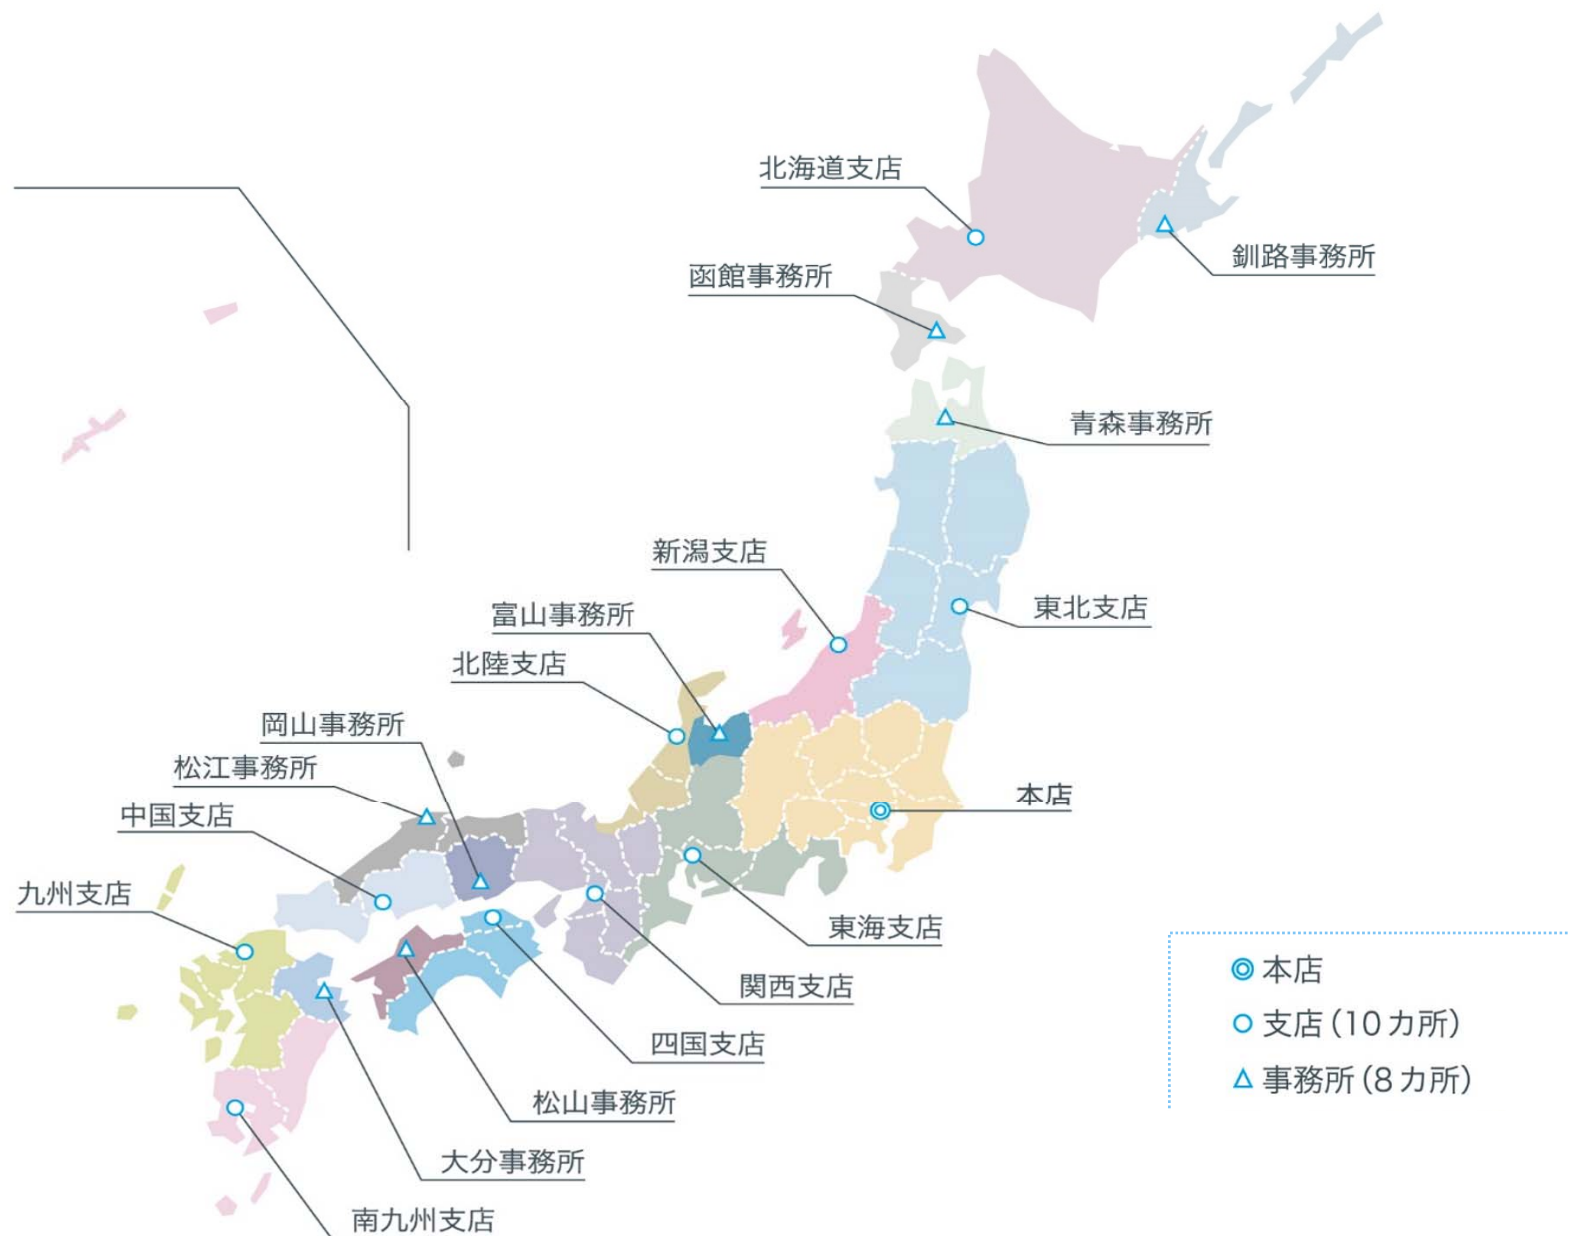 北海道支店
釧路事務所
函館事務所
青森事務所
新潟支店
東北支店
富山事務所
北陸支店
岡山事務所
松江事務所
本店
中国支店
九州支店
東海支店
関西支店
四国支店
松山事務所
大分事務所
南九州支店
本店
支店(10カ所)
事務所(8カ所)